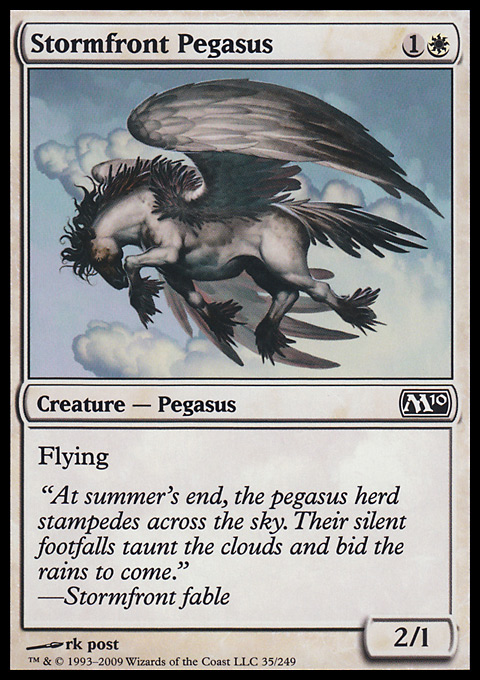 Stormfront Pegasus 1
Creature — Pegasus M10
Flying
“At summer’s end, the pegasus herd
stampedes across the sky. Their silent
footfalls taunt the clouds and bid the
rains to come.”
—Stormfront fable
rk post
2/1
™ & © 1993–2009 Wizards of the Coast LLC 35/249